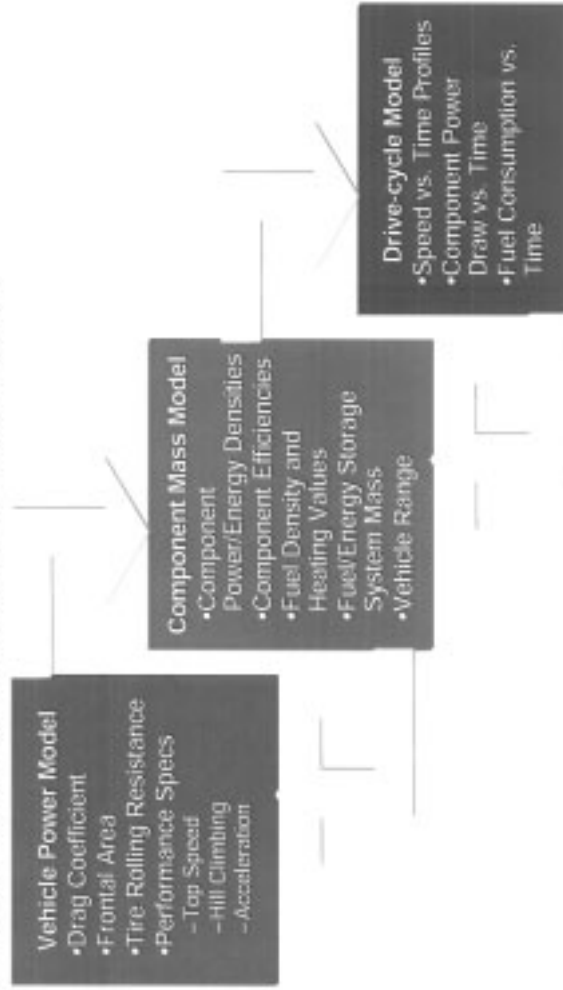 Vehicle Power Model
•Drag Coefficient
•Frontal Area
•Tire Rolling Resistance
•Performance Specs
–Top Speed
–Hill Climbing
–Acceleration
Component Mass Model
•Component
Power/Energy Densities
•Component Efficiencies
•Fuel Density and
Heating Values
•Fuel/Energy Storage
System Mass
•Vehicle Range
Drive-cycle Model
•Speed vs. Time Profiles
•Component Power
Draw vs. Time
•Fuel Consumption vs.
Time